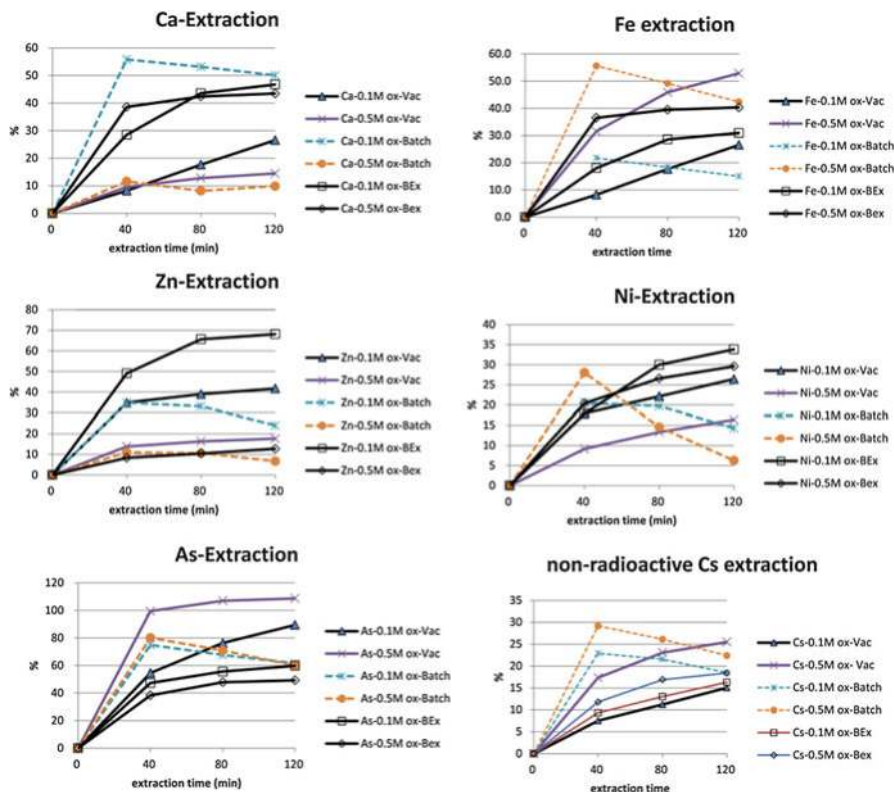 Ca-Extraction
60
50
40
30
20
10
0
%
0 40 80 120
extraction time (min)
Ca-0.1M ox-Vac
Ca-0.5M ox-Vac
Ca-0.1M ox-Batch
Ca-0.5M ox-Batch
Ca-0.1M ox-BEx
Ca-0.5M ox-Bex
Fe extraction
60.0
50.0
40.0
30.0
20.0
10.0
0.0
%
0 40 80 120
extraction time
Fe-0.1M ox-Vac
Fe-0.5M ox-Vac
Fe-0.1M ox-Batch
Fe-0.5M ox-Batch
Fe-0.1M ox-BEx
Fe-0.5M ox-Bex
Zn-Extraction
80
70
60
50
40
30
20
10
0
%
0 40 80 120
extraction time (min)
Zn-0.1M ox-Vac
Zn-0.5M ox-Vac
Zn-0.1M ox-Batch
Zn-0.5M ox-Batch
Zn-0.1M ox-BEx
Zn-0.5M ox-Bex
Ni-Extraction
40
35
30
25
20
15
10
5
0
%
0 40 80 120
extraction time (min)
Ni-0.1M ox-Vac
Ni-0.5M ox-Vac
Ni-0.1M ox-Batch
Ni-0.5M ox-Batch
Ni-0.1M ox-BEx
Ni-0.5M ox-Bex
As-Extraction
120
100
80
60
40
20
0
%
0 40 80 120
extraction time (min)
As-0.1M ox-Vac
As-0.5M ox-Vac
As-0.1M ox-Batch
As-0.5M ox-Batch
As-0.1M ox-BEx
As-0.5M ox-Bex
non-radioactive Cs extraction
35
30
25
20
15
10
5
0
%
0 40 80 120
extraction time
Cs-0.1M ox-Vac
Cs-0.5M ox- Vac
Cs-0.1M ox-Batch
Cs-0.5M ox-Batch
Cs-0.1M ox-BEx
Cs-0.5M ox-Bex